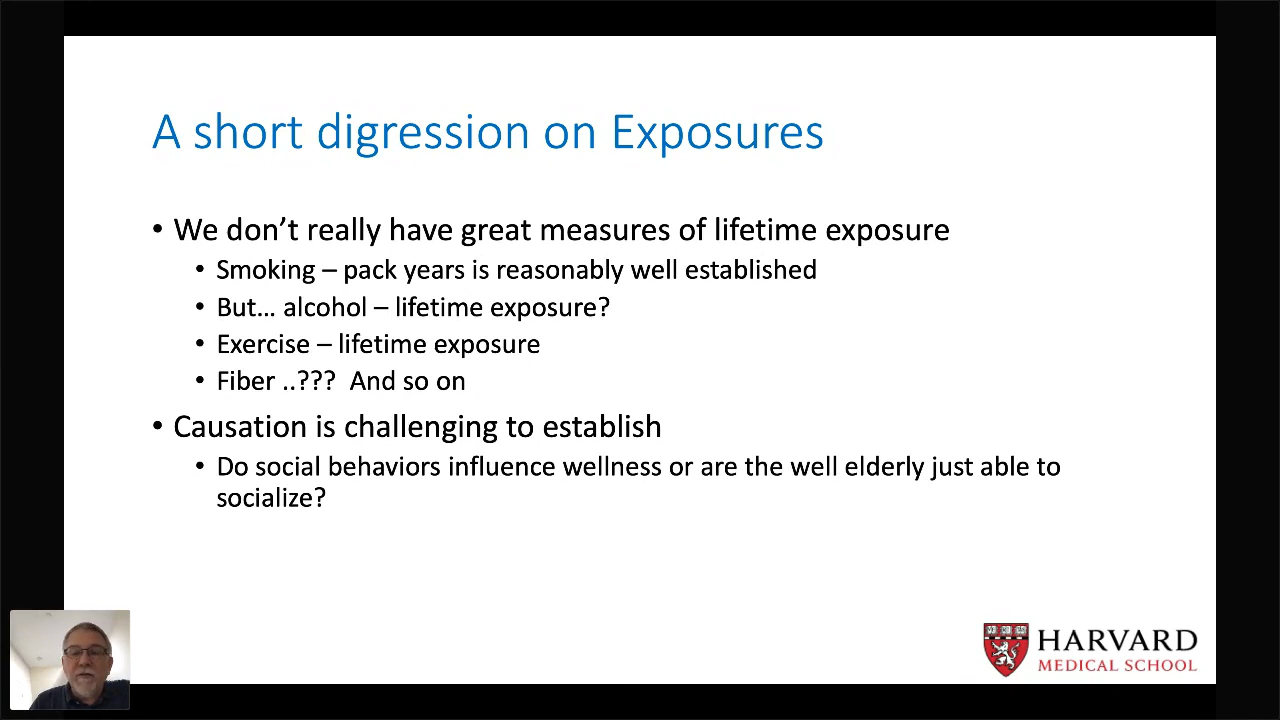 A short digression on Exposures
• We don’t really have great measures of lifetime exposure
• Smoking – pack years is reasonably well established
• But… alcohol – lifetime exposure?
• Exercise – lifetime exposure
• Fiber ..??? And so on
• Causation is challenging to establish
• Do social behaviors influence wellness or are the well elderly just able to
socialize?
HARVARD
MEDICAL SCHOOL